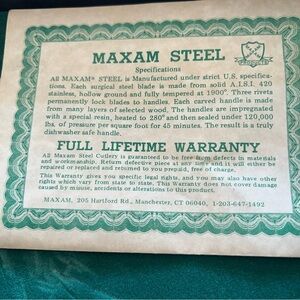 MAXAM STEEL
Specifications
All MAXAM® STEEL is Manufactured under strict U.S. specifica-
tions. Each surgical steel blade is made from solid A.I.S.I. 420
stainless, hollow ground and fully tempered at 1900°. Three rivets
permanently lock blades to handles. Each carved handle is made
from many layers of selected wood. The handles are impregnated
with a special resin, heated to 280° and then sealed under 120,000
lbs. of pressure per square foot for 45 minutes. The result is a truly
dishwasher safe handle.
FULL LIFETIME WARRANTY
All Maxam Steel Cutlery is guaranteed to be free from defects in materials
and workmanship. Return defective piece at any time and it will either be
repaired or replaced and returned to you prepaid, free of charge.
This Warranty gives you specific legal rights, and you may also have other
rights which vary from state to state. This Warranty does not cover damage
caused by misuse, accidents or alterations to this product.
MAXAM, 205 Hartford Rd., Manchester, CT 06040, 1-203-647-1492